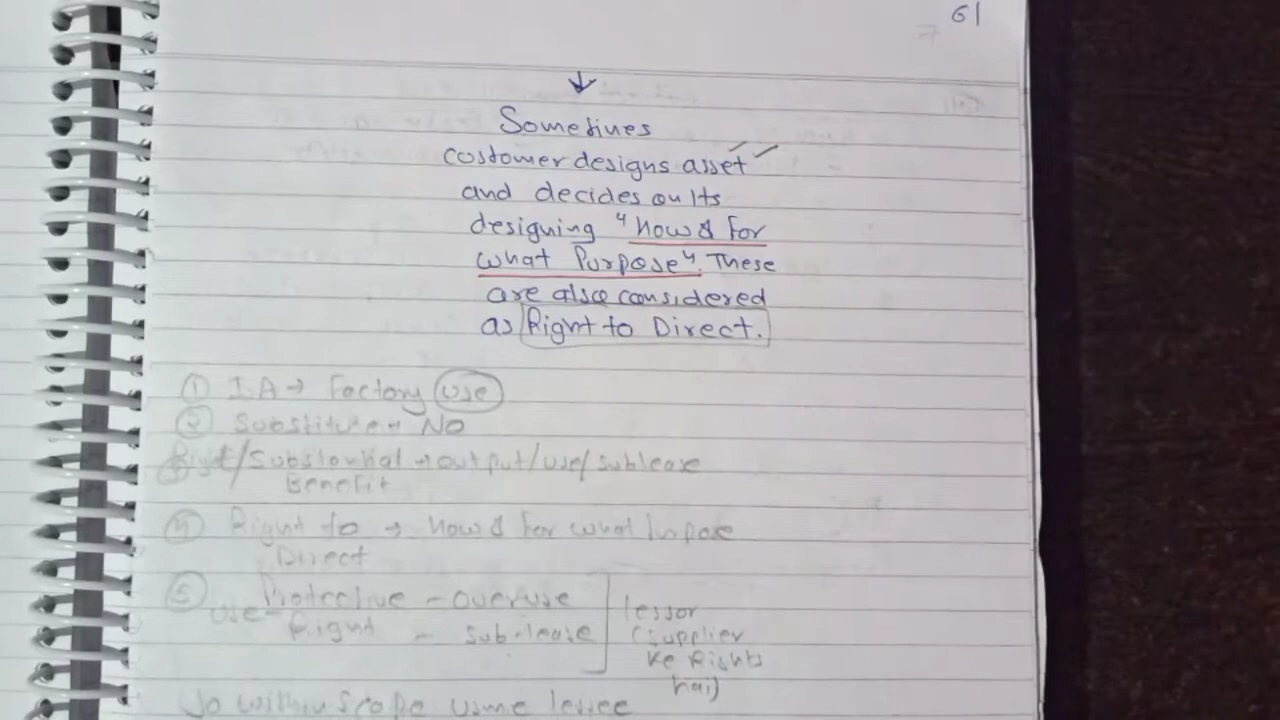 61
↓
Sometimes
customer designs asset
and decides on Its
designing "How & For
what Purpose". These
are also considered
as Right to Direct.
① I.A → Factory Use
② Substitute → No
③ Right/Substantial → output/use/sublease
Benefit
④ Right to → How & For what Purpose
Direct
⑤ Protective - overuse
Use - Right - sub-lease
lessor
(supplier
ke Rights
hai)
Jo within scope use lessee